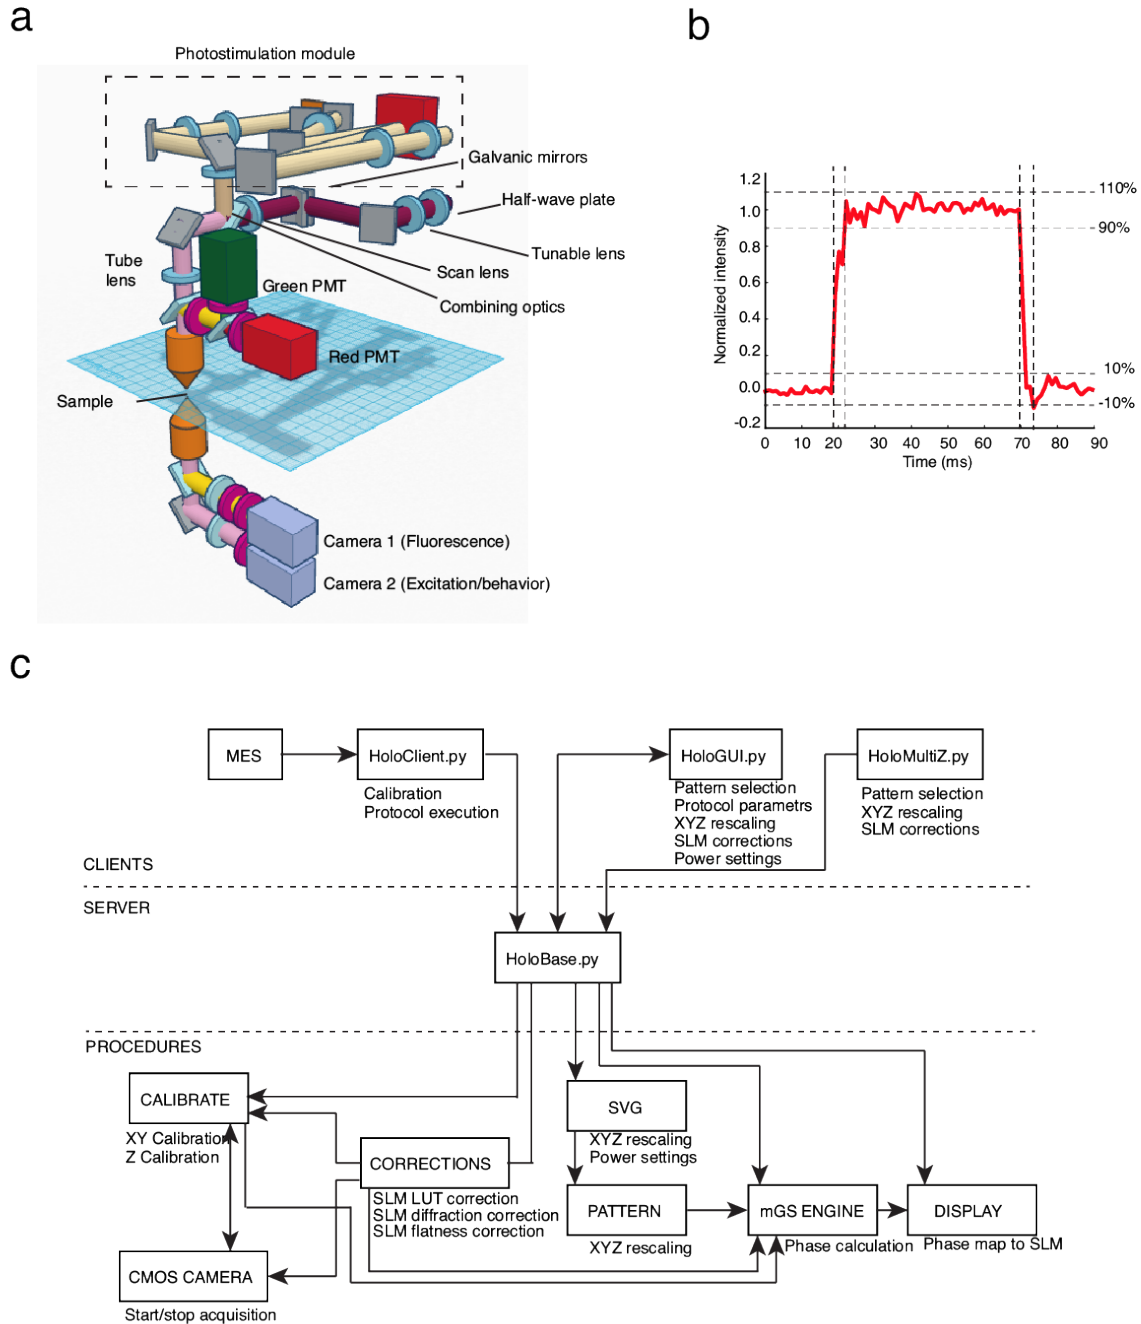 a
Photostimulation module
Galvanic mirrors
Half-wave plate
Tunable lens
Scan lens
Combining optics
Tube
lens
Green PMT
Red PMT
Sample
Camera 1 (Fluorescence)
Camera 2 (Excitation/behavior)
b
Normalized intensity
1.2
1.0
0.8
0.6
0.4
0.2
0.0
-0.2
110%
90%
10%
-10%
0 10 20 30 40 50 60 70 80 90
Time (ms)
c
MES
HoloClient.py
HoloGUI.py
HoloMultiZ.py
Calibration
Protocol execution
Pattern selection
Protocol parametrs
XYZ rescaling
SLM corrections
Power settings
Pattern selection
XYZ rescaling
SLM corrections
CLIENTS
SERVER
HoloBase.py
PROCEDURES
CALIBRATE
XY Calibration
Z Calibration
SVG
XYZ rescaling
Power settings
CORRECTIONS
SLM LUT correction
SLM diffraction correction
SLM flatness correction
PATTERN
XYZ rescaling
mGS ENGINE
Phase calculation
DISPLAY
Phase map to SLM
CMOS CAMERA
Start/stop acquisition